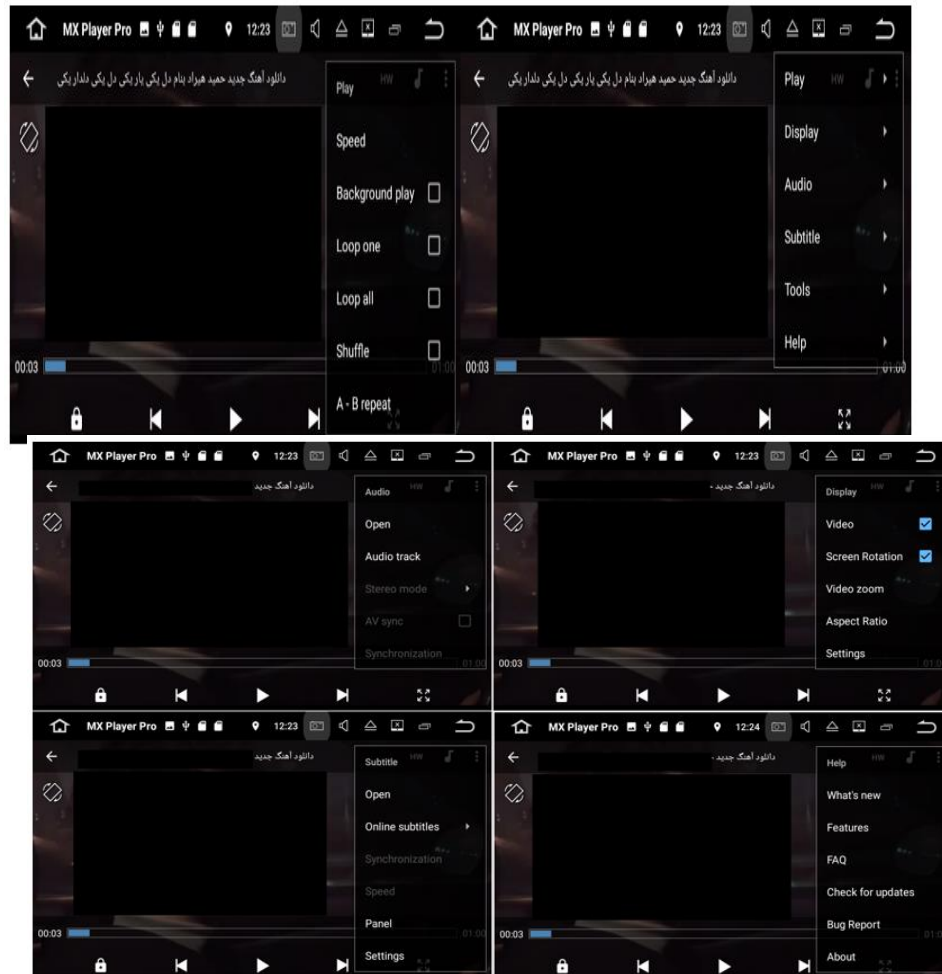 MX Player Pro 12:23
دانلود آهنگ جدید حمید هیراد بنام دل یکی یار یکی دل یکی دلدار یکی
HW
Play
Speed
Background play
Loop one
Loop all
Shuffle
A - B repeat
00:03
01:00
MX Player Pro 12:23
دانلود آهنگ جدید حمید هیراد بنام دل یکی یار یکی دل یکی دلدار یکی
HW
Play
Display
Audio
Subtitle
Tools
Help
00:03
01:00
MX Player Pro 12:23
دانلود آهنگ جدید
HW
Audio
Open
Audio track
Stereo mode
AV sync
Synchronization
00:03
01:00
MX Player Pro 12:23
دانلود آهنگ جدید -
HW
Display
Video
Screen Rotation
Video zoom
Aspect Ratio
Settings
00:03
MX Player Pro 12:23
دانلود آهنگ جدید
HW
Subtitle
Open
Online subtitles
Synchronization
Speed
Panel
Settings
00:03
01:00
MX Player Pro 12:24
دانلود آهنگ جدید -
HW
Help
What's new
Features
FAQ
Check for updates
Bug Report
About
00:03